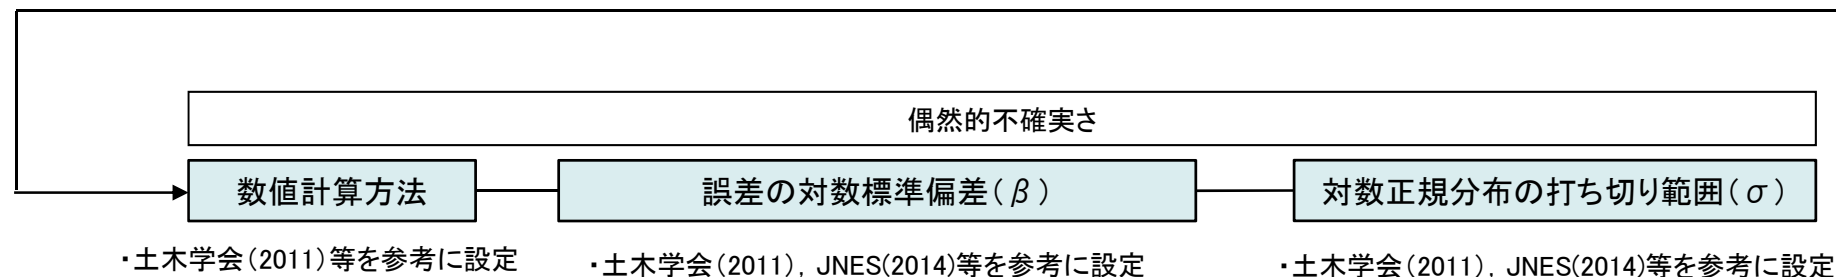 偶然的不確実さ
数値計算方法
誤差の対数標準偏差(β)
対数正規分布の打ち切り範囲(σ)
・土木学会(2011)等を参考に設定
・土木学会(2011), JNES(2014)等を参考に設定
・土木学会(2011), JNES(2014)等を参考に設定